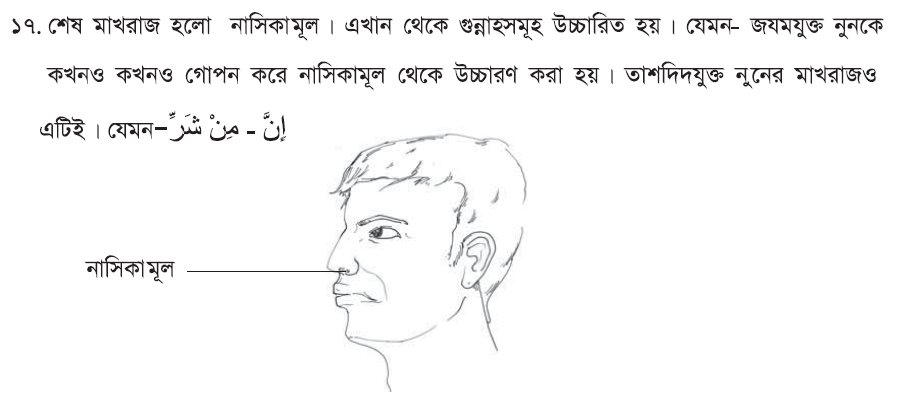 ১৭. শেষ মাখরাজ হলো নাসিকামূল। এখান থেকে গুন্নাহসমূহ উচ্চারিত হয়। যেমন– জযমযুক্ত নুনকে
কখনও কখনও গোপন করে নাসিকামূল থেকে উচ্চারণ করা হয়। তাশদিদযুক্ত নুনের মাখরাজও
এটিই। যেমন– إِنَّ - مِنْ شَرِّ
নাসিকামূল